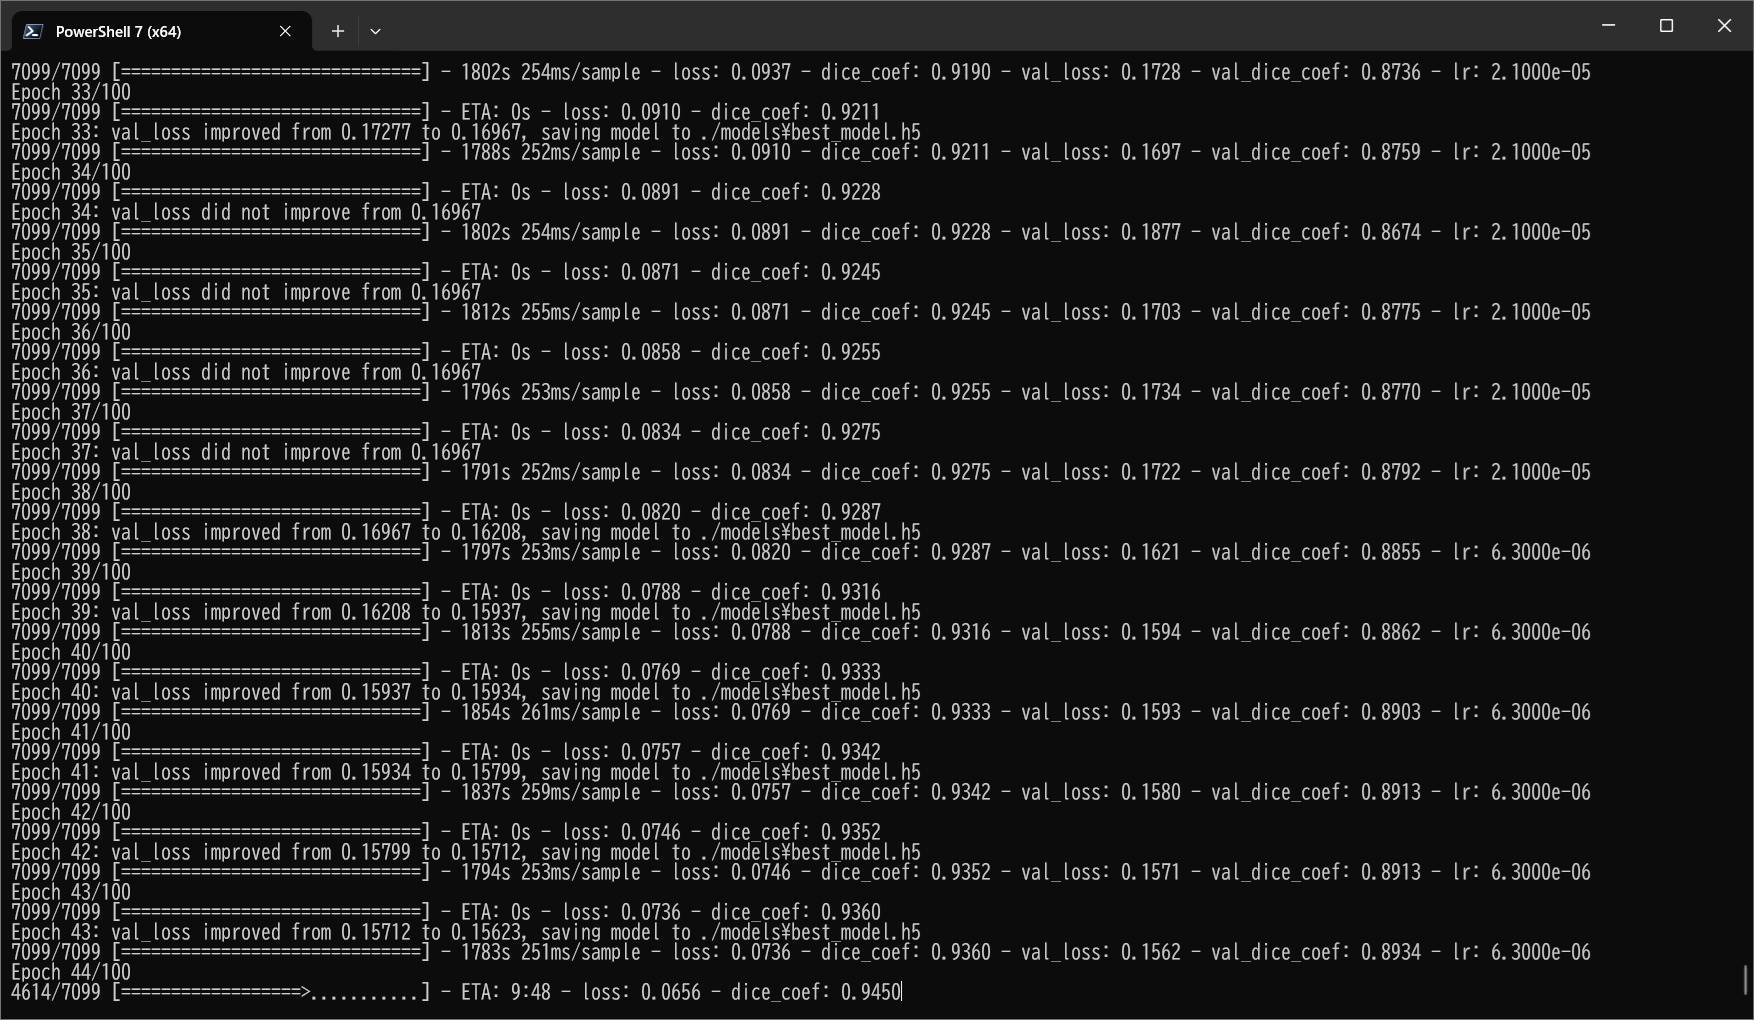 PowerShell 7 (x64)
7099/7099 [==============================] - 1802s 254ms/sample - loss: 0.0937 - dice_coef: 0.9190 - val_loss: 0.1728 - val_dice_coef: 0.8736 - lr: 2.1000e-05
Epoch 33/100
7099/7099 [==============================] - ETA: 0s - loss: 0.0910 - dice_coef: 0.9211
Epoch 33: val_loss improved from 0.17277 to 0.16967, saving model to ./models¥best_model.h5
7099/7099 [==============================] - 1788s 252ms/sample - loss: 0.0910 - dice_coef: 0.9211 - val_loss: 0.1697 - val_dice_coef: 0.8759 - lr: 2.1000e-05
Epoch 34/100
7099/7099 [==============================] - ETA: 0s - loss: 0.0891 - dice_coef: 0.9228
Epoch 34: val_loss did not improve from 0.16967
7099/7099 [==============================] - 1802s 254ms/sample - loss: 0.0891 - dice_coef: 0.9228 - val_loss: 0.1877 - val_dice_coef: 0.8674 - lr: 2.1000e-05
Epoch 35/100
7099/7099 [==============================] - ETA: 0s - loss: 0.0871 - dice_coef: 0.9245
Epoch 35: val_loss did not improve from 0.16967
7099/7099 [==============================] - 1812s 255ms/sample - loss: 0.0871 - dice_coef: 0.9245 - val_loss: 0.1703 - val_dice_coef: 0.8775 - lr: 2.1000e-05
Epoch 36/100
7099/7099 [==============================] - ETA: 0s - loss: 0.0858 - dice_coef: 0.9255
Epoch 36: val_loss did not improve from 0.16967
7099/7099 [==============================] - 1796s 253ms/sample - loss: 0.0858 - dice_coef: 0.9255 - val_loss: 0.1734 - val_dice_coef: 0.8770 - lr: 2.1000e-05
Epoch 37/100
7099/7099 [==============================] - ETA: 0s - loss: 0.0834 - dice_coef: 0.9275
Epoch 37: val_loss did not improve from 0.16967
7099/7099 [==============================] - 1791s 252ms/sample - loss: 0.0834 - dice_coef: 0.9275 - val_loss: 0.1722 - val_dice_coef: 0.8792 - lr: 2.1000e-05
Epoch 38/100
7099/7099 [==============================] - ETA: 0s - loss: 0.0820 - dice_coef: 0.9287
Epoch 38: val_loss improved from 0.16967 to 0.16208, saving model to ./models¥best_model.h5
7099/7099 [==============================] - 1797s 253ms/sample - loss: 0.0820 - dice_coef: 0.9287 - val_loss: 0.1621 - val_dice_coef: 0.8855 - lr: 6.3000e-06
Epoch 39/100
7099/7099 [==============================] - ETA: 0s - loss: 0.0788 - dice_coef: 0.9316
Epoch 39: val_loss improved from 0.16208 to 0.15937, saving model to ./models¥best_model.h5
7099/7099 [==============================] - 1813s 255ms/sample - loss: 0.0788 - dice_coef: 0.9316 - val_loss: 0.1594 - val_dice_coef: 0.8862 - lr: 6.3000e-06
Epoch 40/100
7099/7099 [==============================] - ETA: 0s - loss: 0.0769 - dice_coef: 0.9333
Epoch 40: val_loss improved from 0.15937 to 0.15934, saving model to ./models¥best_model.h5
7099/7099 [==============================] - 1854s 261ms/sample - loss: 0.0769 - dice_coef: 0.9333 - val_loss: 0.1593 - val_dice_coef: 0.8903 - lr: 6.3000e-06
Epoch 41/100
7099/7099 [==============================] - ETA: 0s - loss: 0.0757 - dice_coef: 0.9342
Epoch 41: val_loss improved from 0.15934 to 0.15799, saving model to ./models¥best_model.h5
7099/7099 [==============================] - 1837s 259ms/sample - loss: 0.0757 - dice_coef: 0.9342 - val_loss: 0.1580 - val_dice_coef: 0.8913 - lr: 6.3000e-06
Epoch 42/100
7099/7099 [==============================] - ETA: 0s - loss: 0.0746 - dice_coef: 0.9352
Epoch 42: val_loss improved from 0.15799 to 0.15712, saving model to ./models¥best_model.h5
7099/7099 [==============================] - 1794s 253ms/sample - loss: 0.0746 - dice_coef: 0.9352 - val_loss: 0.1571 - val_dice_coef: 0.8913 - lr: 6.3000e-06
Epoch 43/100
7099/7099 [==============================] - ETA: 0s - loss: 0.0736 - dice_coef: 0.9360
Epoch 43: val_loss improved from 0.15712 to 0.15623, saving model to ./models¥best_model.h5
7099/7099 [==============================] - 1783s 251ms/sample - loss: 0.0736 - dice_coef: 0.9360 - val_loss: 0.1562 - val_dice_coef: 0.8934 - lr: 6.3000e-06
Epoch 44/100
4614/7099 [==================>...........] - ETA: 9:48 - loss: 0.0656 - dice_coef: 0.9450